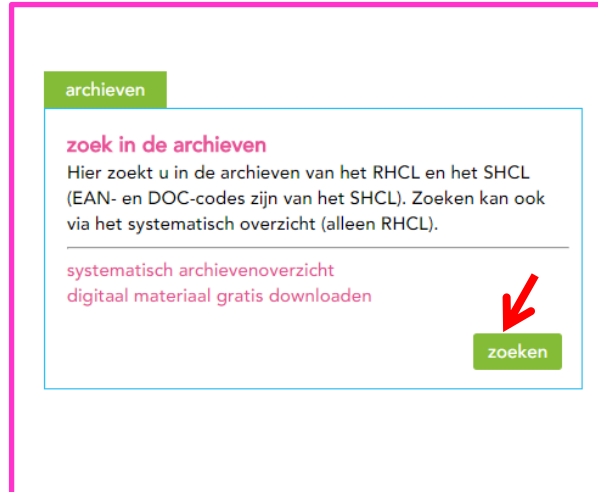 archieven
zoek in de archieven
Hier zoekt u in de archieven van het RHCL en het SHCL
(EAN- en DOC-codes zijn van het SHCL). Zoeken kan ook
via het systematisch overzicht (alleen RHCL).
systematisch archievenoverzicht
digitaal materiaal gratis downloaden
zoeken